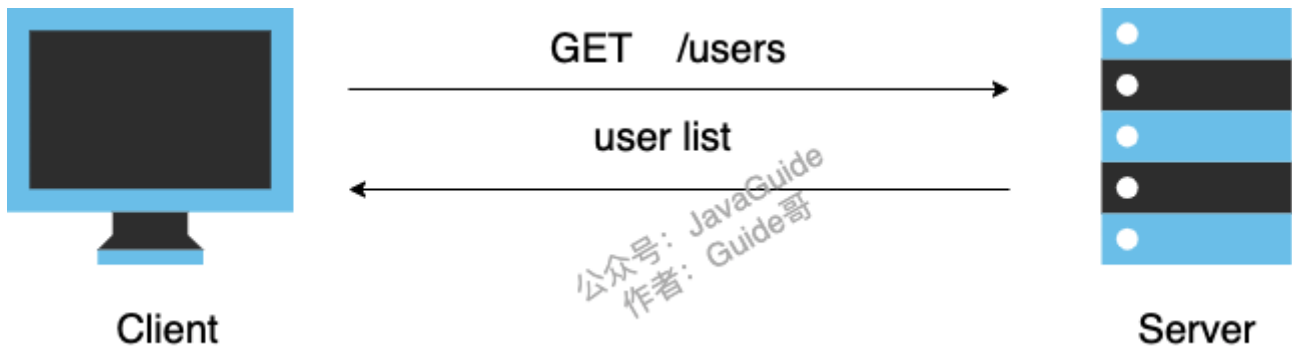 GET /users
user list
公众号：JavaGuide
作者：Guide哥
Client
Server